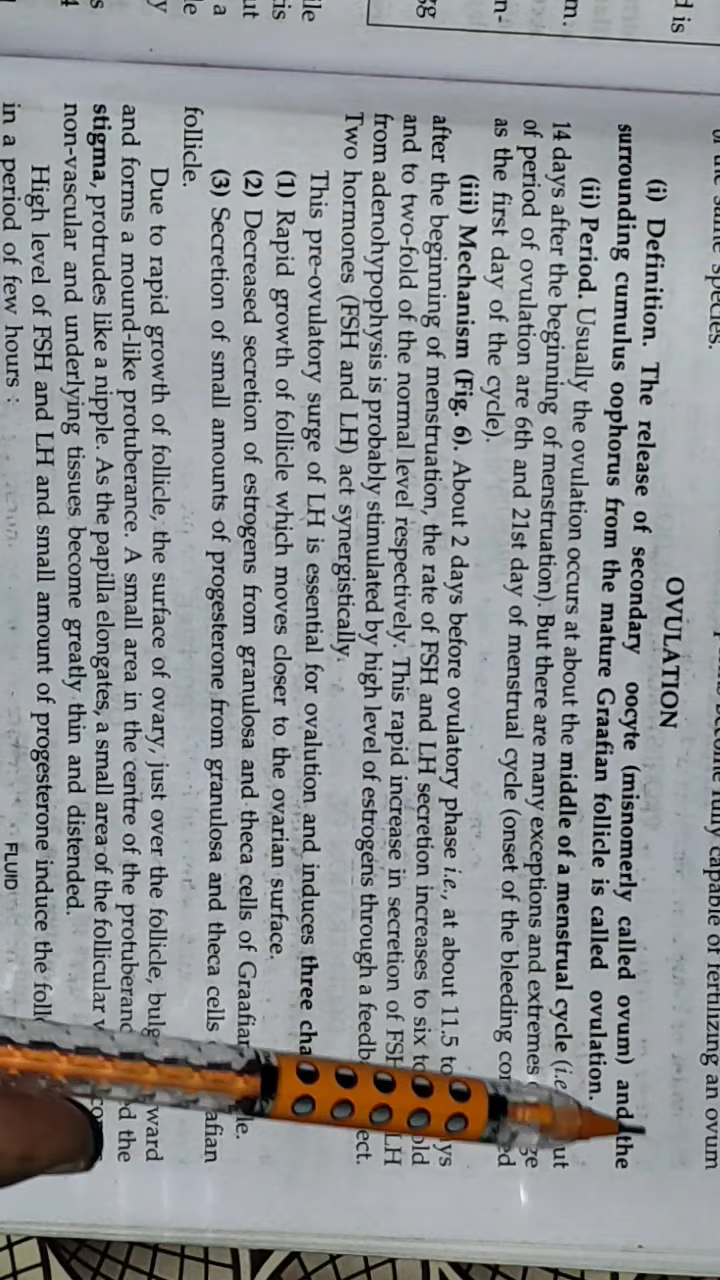 species.
fully capable of fertilizing an ovum
OVULATION
(i) Definition. The release of secondary oocyte (misnomerly called ovum) and the
surrounding cumulus oophorus from the mature Graafian follicle is called ovulation.
(ii) Period. Usually the ovulation occurs at about the middle of a menstrual cycle (i.e.
14 days after the beginning of menstruation). But there are many exceptions and extremes
of period of ovulation are 6th and 21st day of menstrual cycle (onset of the bleeding
as the first day of the cycle).
(iii) Mechanism (Fig. 6). About 2 days before ovulatory phase i.e., at about 11.5 to
after the beginning of menstruation, the rate of FSH and LH secretion increases to six
and to two-fold of the normal level respectively. This rapid increase in secretion of LH
from adenohypophysis is probably stimulated by high level of estrogens through a
Two hormones (FSH and LH) act synergistically.
This pre-ovulatory surge of LH is essential for ovalution and induces three
(1) Rapid growth of follicle which moves closer to the ovarian surface.
(2) Decreased secretion of estrogens from granulosa and theca cells of
(3) Secretion of small amounts of progesterone from granulosa and theca cells
follicle.
Due to rapid growth of follicle, the surface of ovary, just over the follicle,
and forms a mound-like protuberance. A small area in the centre of the the
stigma, protrudes like a nipple. As the papilla elongates, a small area of the follicular
non-vascular and underlying tissues become greatly thin and distended.
High level of FSH and LH and small amount of progesterone induce the
in a period of few hours :
FLUID